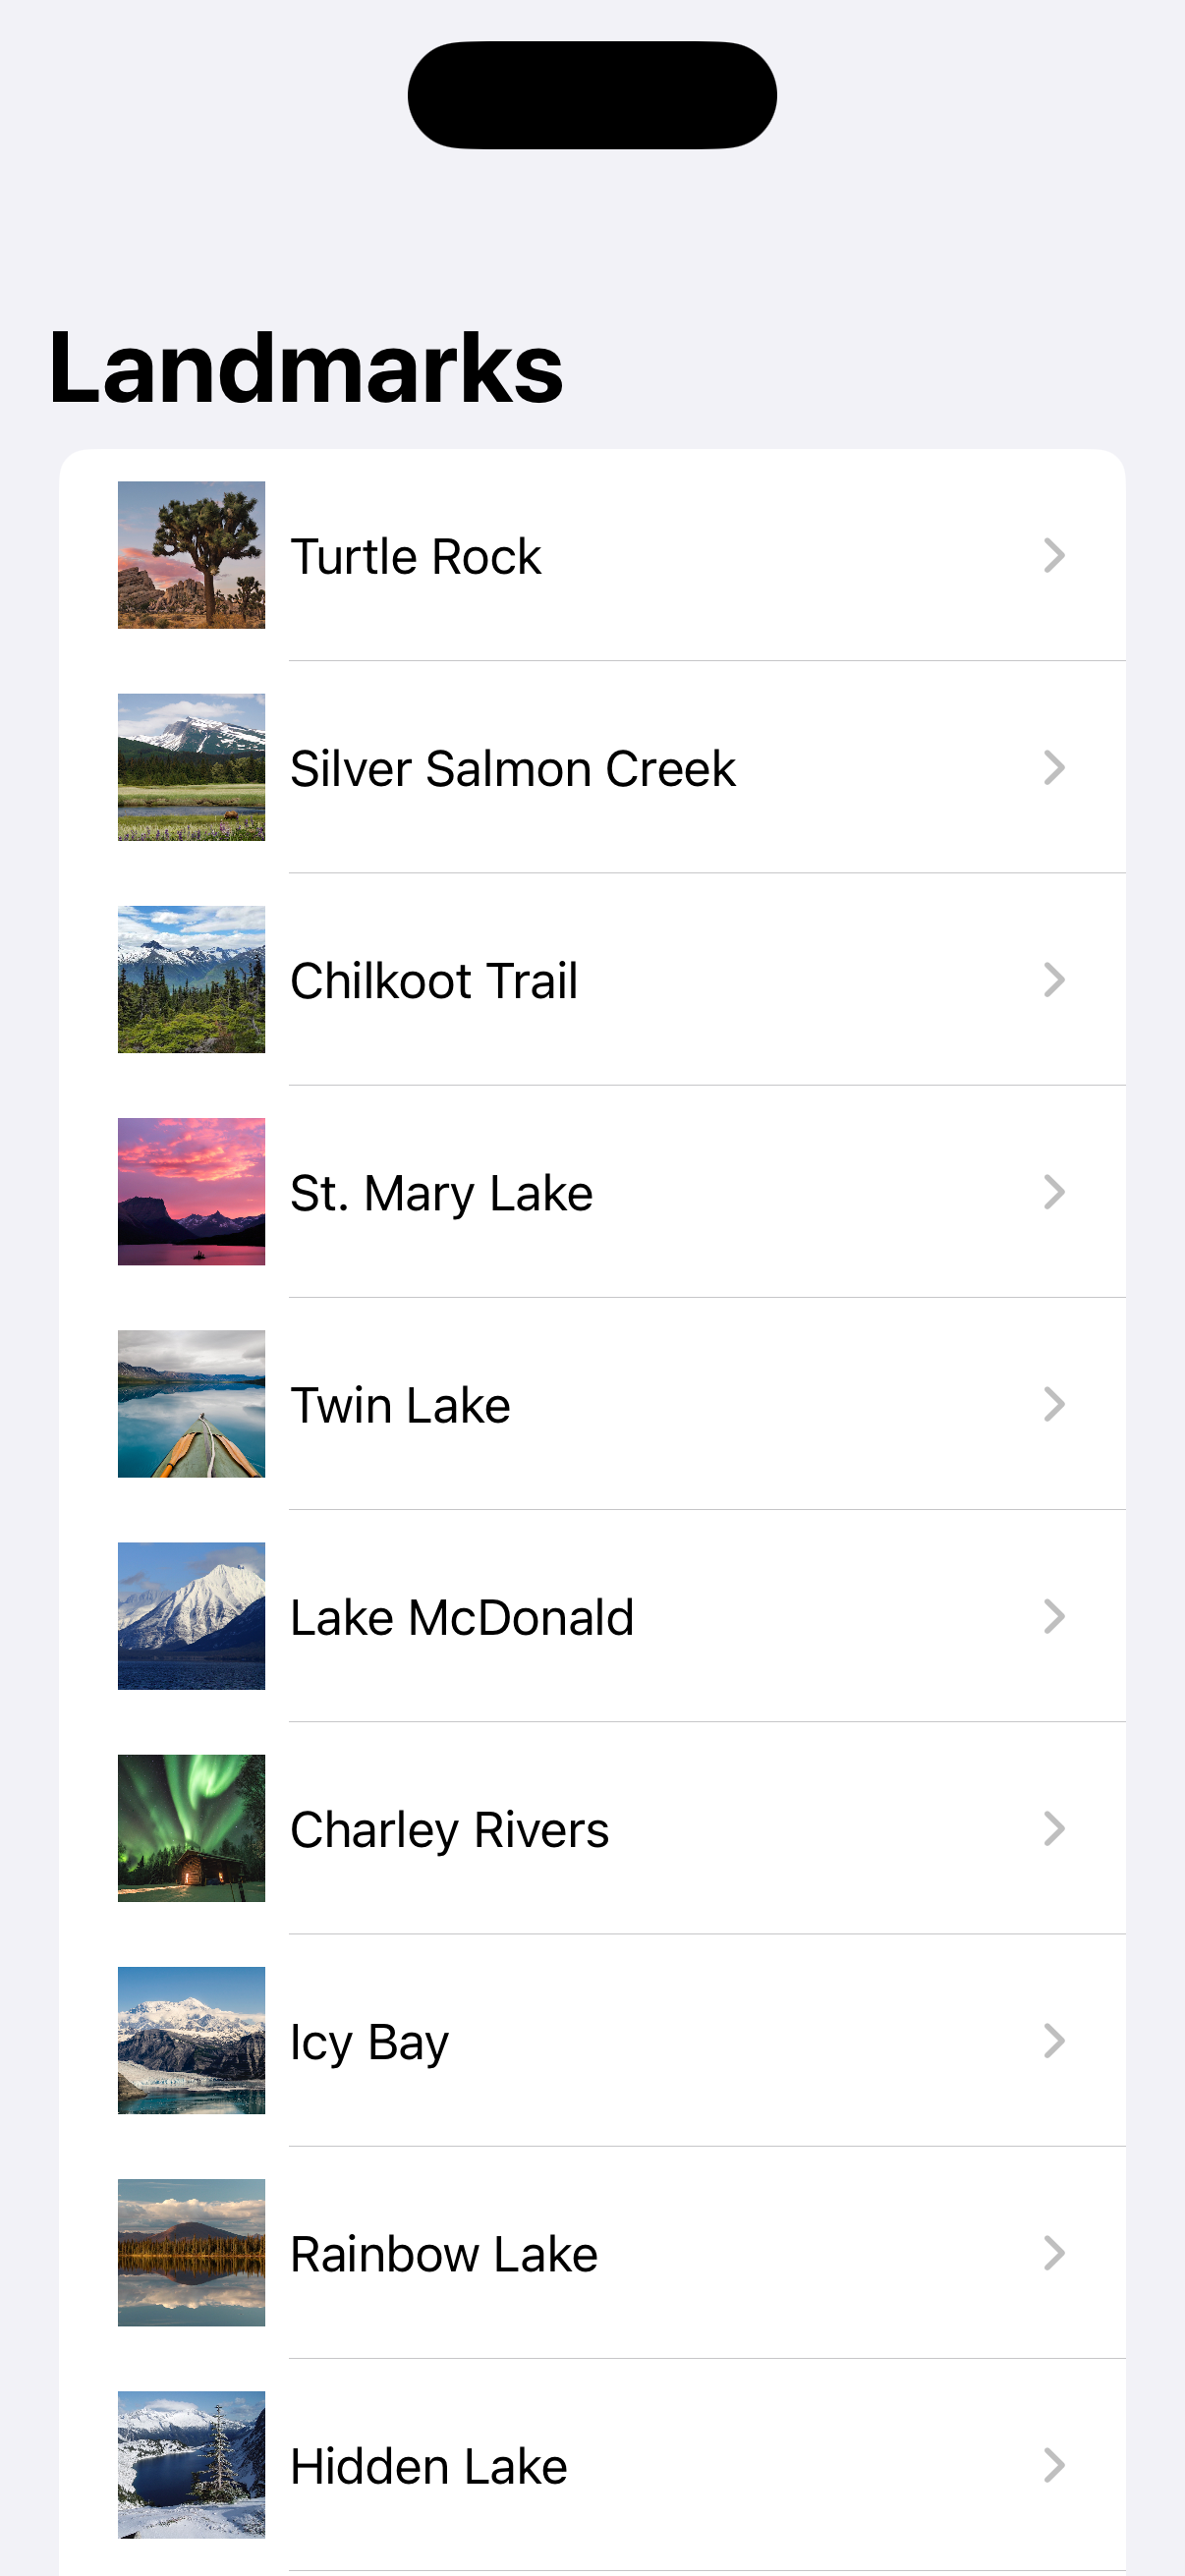 Landmarks
Turtle Rock
Silver Salmon Creek
Chilkoot Trail
St. Mary Lake
Twin Lake
Lake McDonald
Charley Rivers
Icy Bay
Rainbow Lake
Hidden Lake